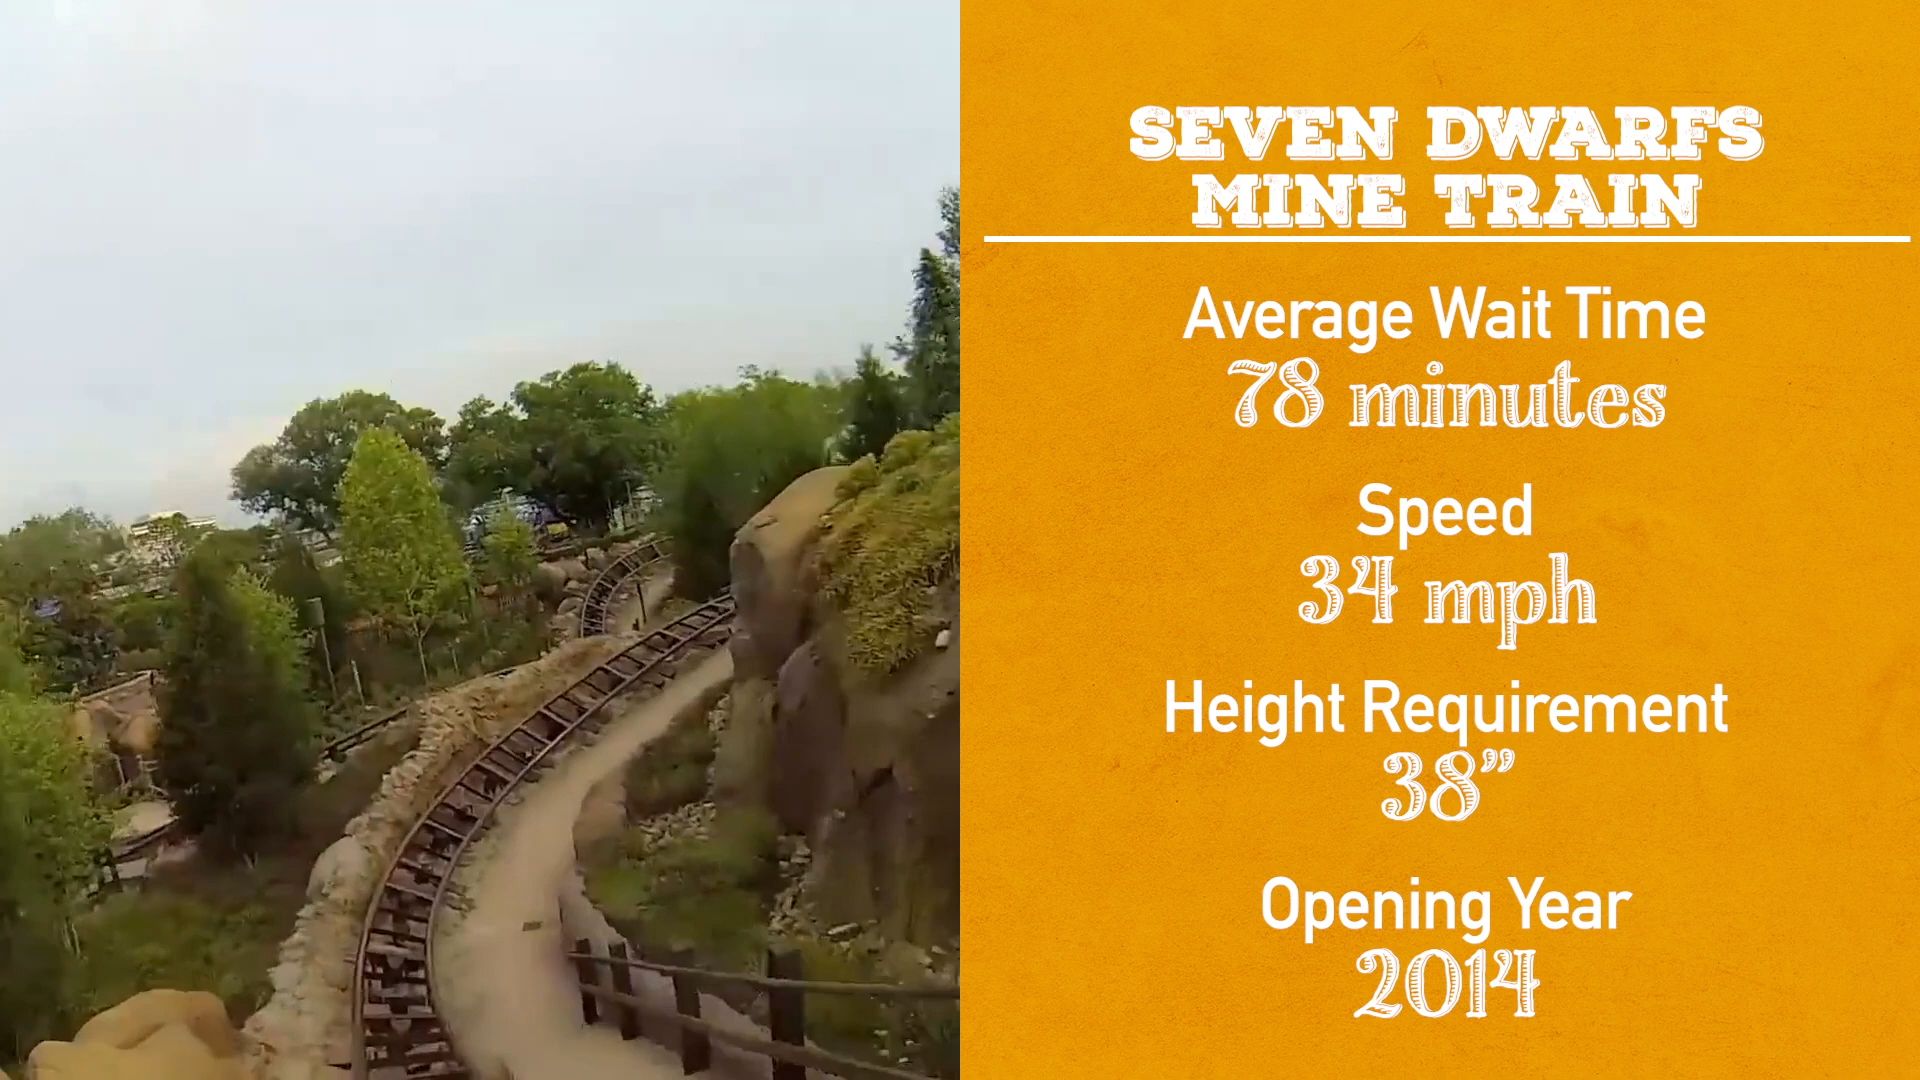 SEVEN DWARFS
MINE TRAIN
Average Wait Time
78 minutes
Speed
34 mph
Height Requirement
38”
Opening Year
2014